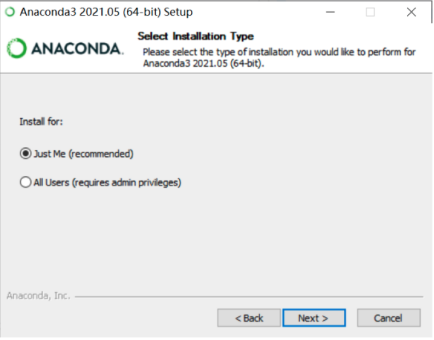 Anaconda3 2021.05 (64-bit) Setup
ANACONDA.
Select Installation Type
Please select the type of installation you would like to perform for
Anaconda3 2021.05 (64-bit).
Install for:
Just Me (recommended)
All Users (requires admin privileges)
Anaconda, Inc.
< Back
Next >
Cancel